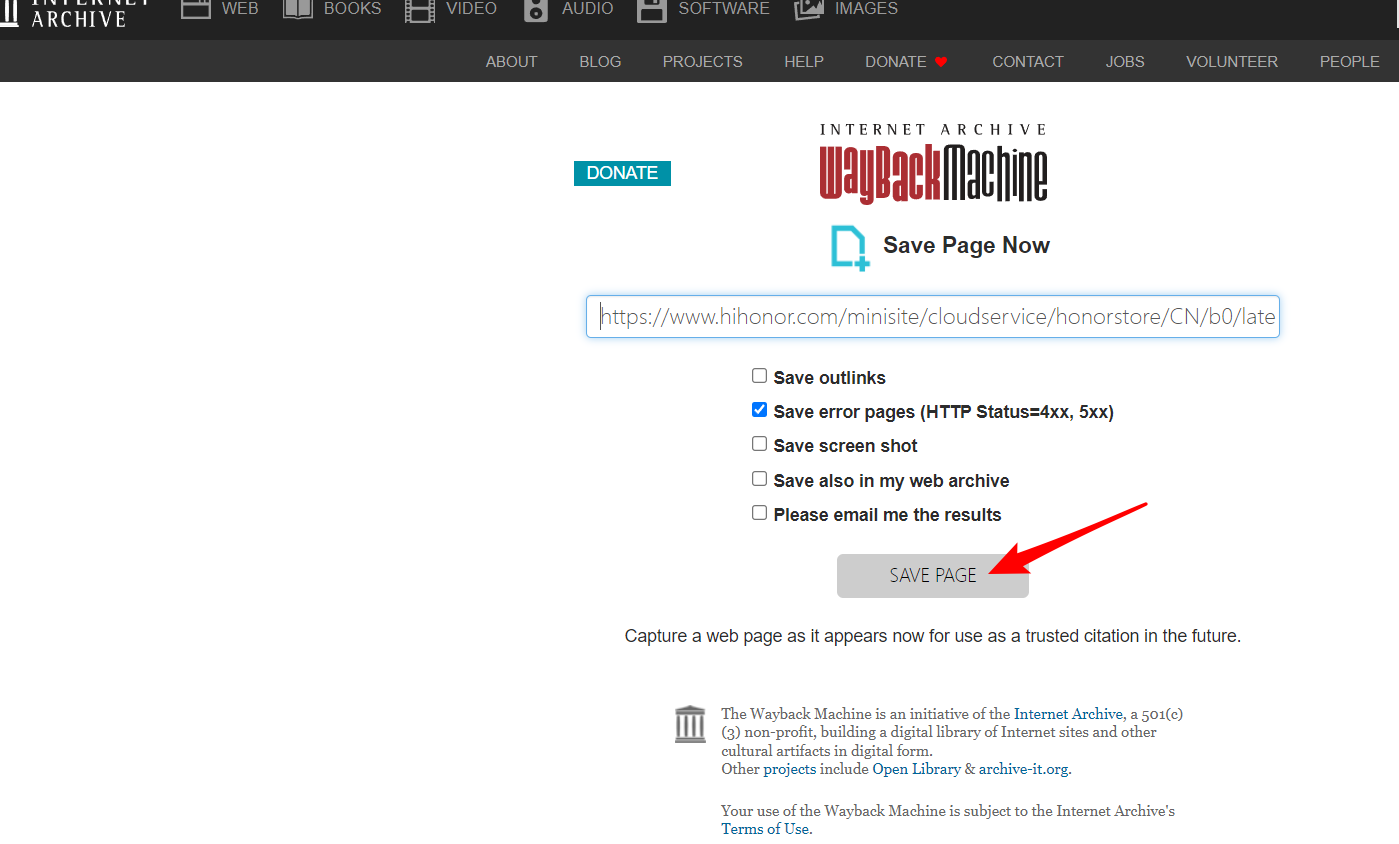 INTERNET
ARCHIVE
WEB BOOKS VIDEO AUDIO SOFTWARE IMAGES
ABOUT BLOG PROJECTS HELP DONATE CONTACT JOBS VOLUNTEER PEOPLE
INTERNET ARCHIVE
WayBackMachine
DONATE
Save Page Now
https://www.hihonor.com/minisite/cloudservice/honorstore/CN/b0/late
Save outlinks
Save error pages (HTTP Status=4xx, 5xx)
Save screen shot
Save also in my web archive
Please email me the results
SAVE PAGE
Capture a web page as it appears now for use as a trusted citation in the future.
The Wayback Machine is an initiative of the Internet Archive, a 501(c)
(3) non-profit, building a digital library of Internet sites and other
cultural artifacts in digital form.
Other projects include Open Library & archive-it.org.
Your use of the Wayback Machine is subject to the Internet Archive's
Terms of Use.